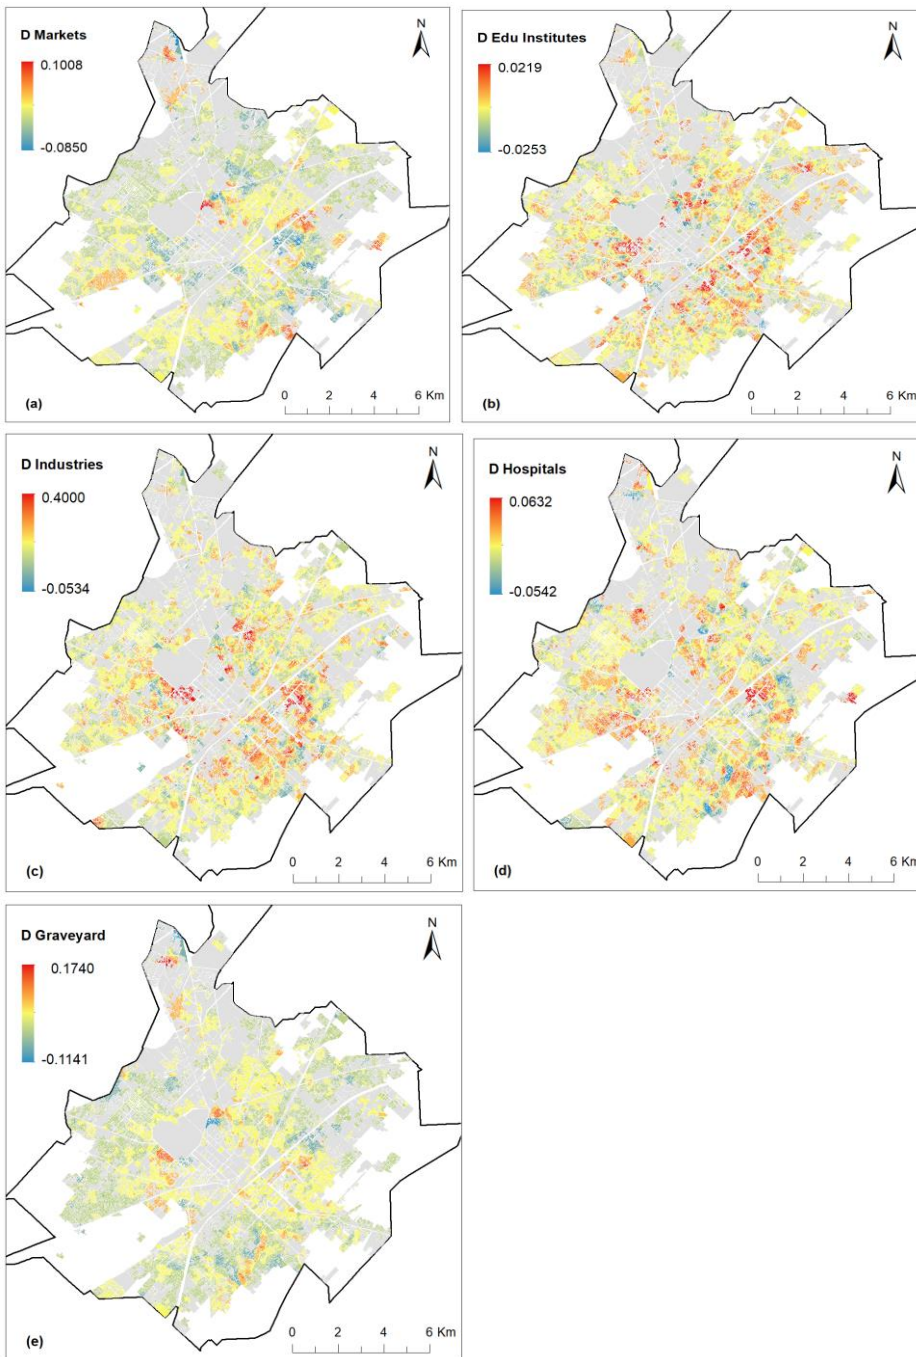 D Markets
N
0.1008
-0.0850
0 2 4 6 Km
(a)
D Edu Institutes
N
0.0219
-0.0253
0 2 4 6 Km
(b)
D Industries
N
0.4000
-0.0534
0 2 4 6 Km
(c)
D Hospitals
N
0.0632
-0.0542
0 2 4 6 Km
(d)
D Graveyard
N
0.1740
-0.1141
0 2 4 6 Km
(e)